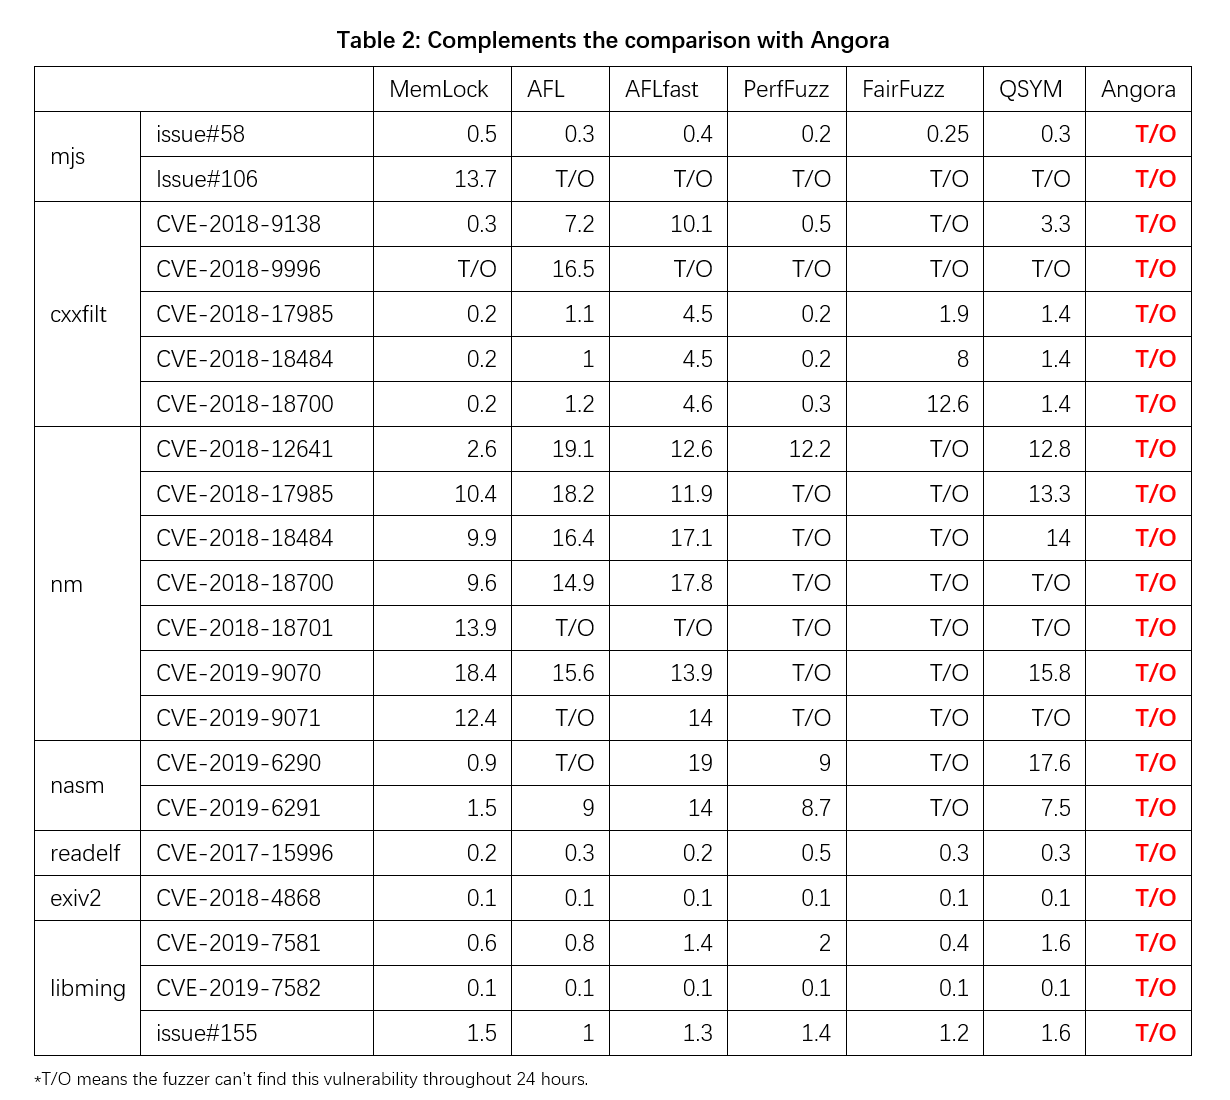 Table 2: Complements the comparison with Angora
MemLock AFL AFLfast PerfFuzz FairFuzz QSYM Angora
mjs issue#58 0.5 0.3 0.4 0.2 0.25 0.3 T/O
Issue#106 13.7 T/O T/O T/O T/O T/O T/O
cxxfilt CVE-2018-9138 0.3 7.2 10.1 0.5 T/O 3.3 T/O
CVE-2018-9996 T/O 16.5 T/O T/O T/O T/O T/O
CVE-2018-17985 0.2 1.1 4.5 0.2 1.9 1.4 T/O
CVE-2018-18484 0.2 1 4.5 0.2 8 1.4 T/O
CVE-2018-18700 0.2 1.2 4.6 0.3 12.6 1.4 T/O
nm CVE-2018-12641 2.6 19.1 12.6 12.2 T/O 12.8 T/O
CVE-2018-17985 10.4 18.2 11.9 T/O T/O 13.3 T/O
CVE-2018-18484 9.9 16.4 17.1 T/O T/O 14 T/O
CVE-2018-18700 9.6 14.9 17.8 T/O T/O T/O T/O
CVE-2018-18701 13.9 T/O T/O T/O T/O T/O T/O
CVE-2019-9070 18.4 15.6 13.9 T/O T/O 15.8 T/O
CVE-2019-9071 12.4 T/O 14 T/O T/O T/O T/O
nasm CVE-2019-6290 0.9 T/O 19 9 T/O 17.6 T/O
CVE-2019-6291 1.5 9 14 8.7 T/O 7.5 T/O
readelf CVE-2017-15996 0.2 0.3 0.2 0.5 0.3 0.3 T/O
exiv2 CVE-2018-4868 0.1 0.1 0.1 0.1 0.1 0.1 T/O
libming CVE-2019-7581 0.6 0.8 1.4 2 0.4 1.6 T/O
CVE-2019-7582 0.1 0.1 0.1 0.1 0.1 0.1 T/O
issue#155 1.5 1 1.3 1.4 1.2 1.6 T/O
*T/O means the fuzzer can't find this vulnerability throughout 24 hours.